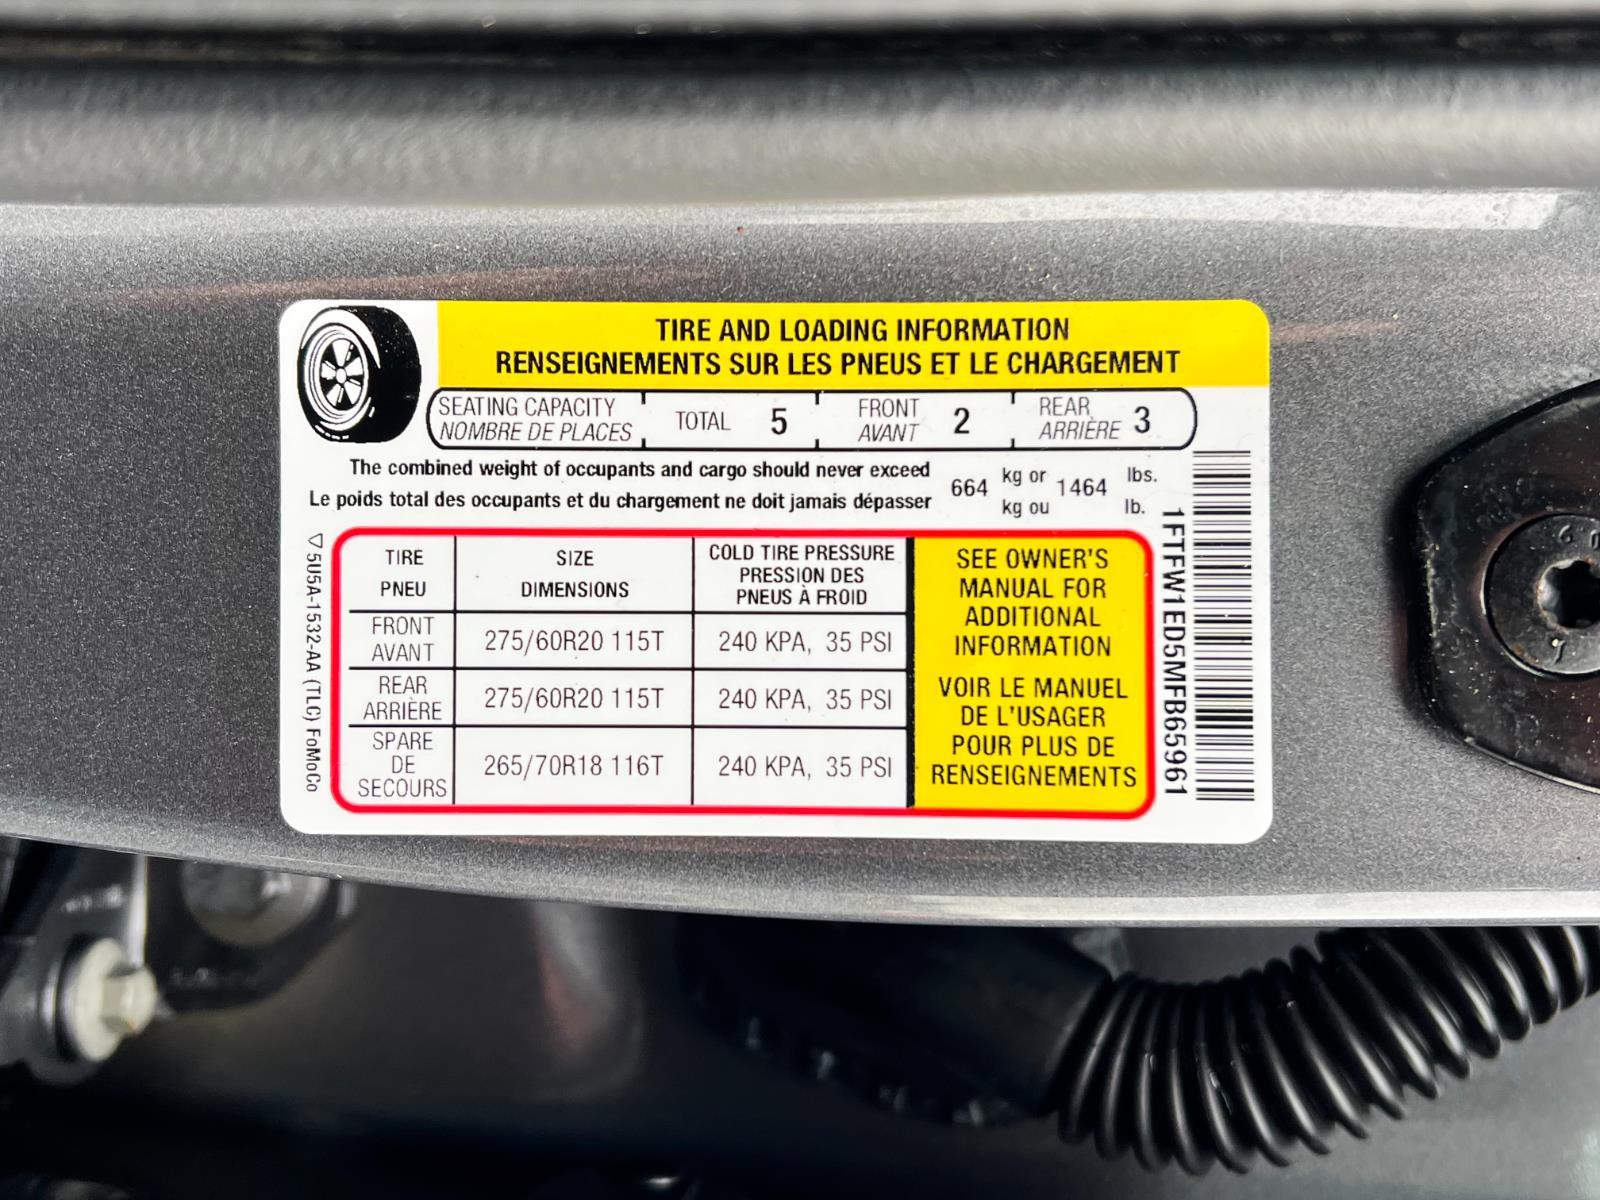 TIRE AND LOADING INFORMATION
RENSEIGNEMENTS SUR LES PNEUS ET LE CHARGEMENT
SEATING CAPACITY
NOMBRE DE PLACES
TOTAL 5
FRONT
AVANT
2
REAR
ARRIÈRE
3
The combined weight of occupants and cargo should never exceed
Le poids total des occupants et du chargement ne doit jamais dépasser
664
kg or
kg ou
1464
lbs.
lb.
TIRE
PNEU
SIZE
DIMENSIONS
COLD TIRE PRESSURE
PRESSION DES
PNEUS À FROID
FRONT
AVANT
275/60R20 115T
240 KPA, 35 PSI
REAR
ARRIÈRE
275/60R20 115T
240 KPA, 35 PSI
SPARE
DE
SECOURS
265/70R18 116T
240 KPA, 35 PSI
SEE OWNER'S
MANUAL FOR
ADDITIONAL
INFORMATION
VOIR LE MANUEL
DE L'USAGER
POUR PLUS DE
RENSEIGNEMENTS
5U5A-1532-AA (TLC) FoMoCo
1FTFW1ED5MFB65961